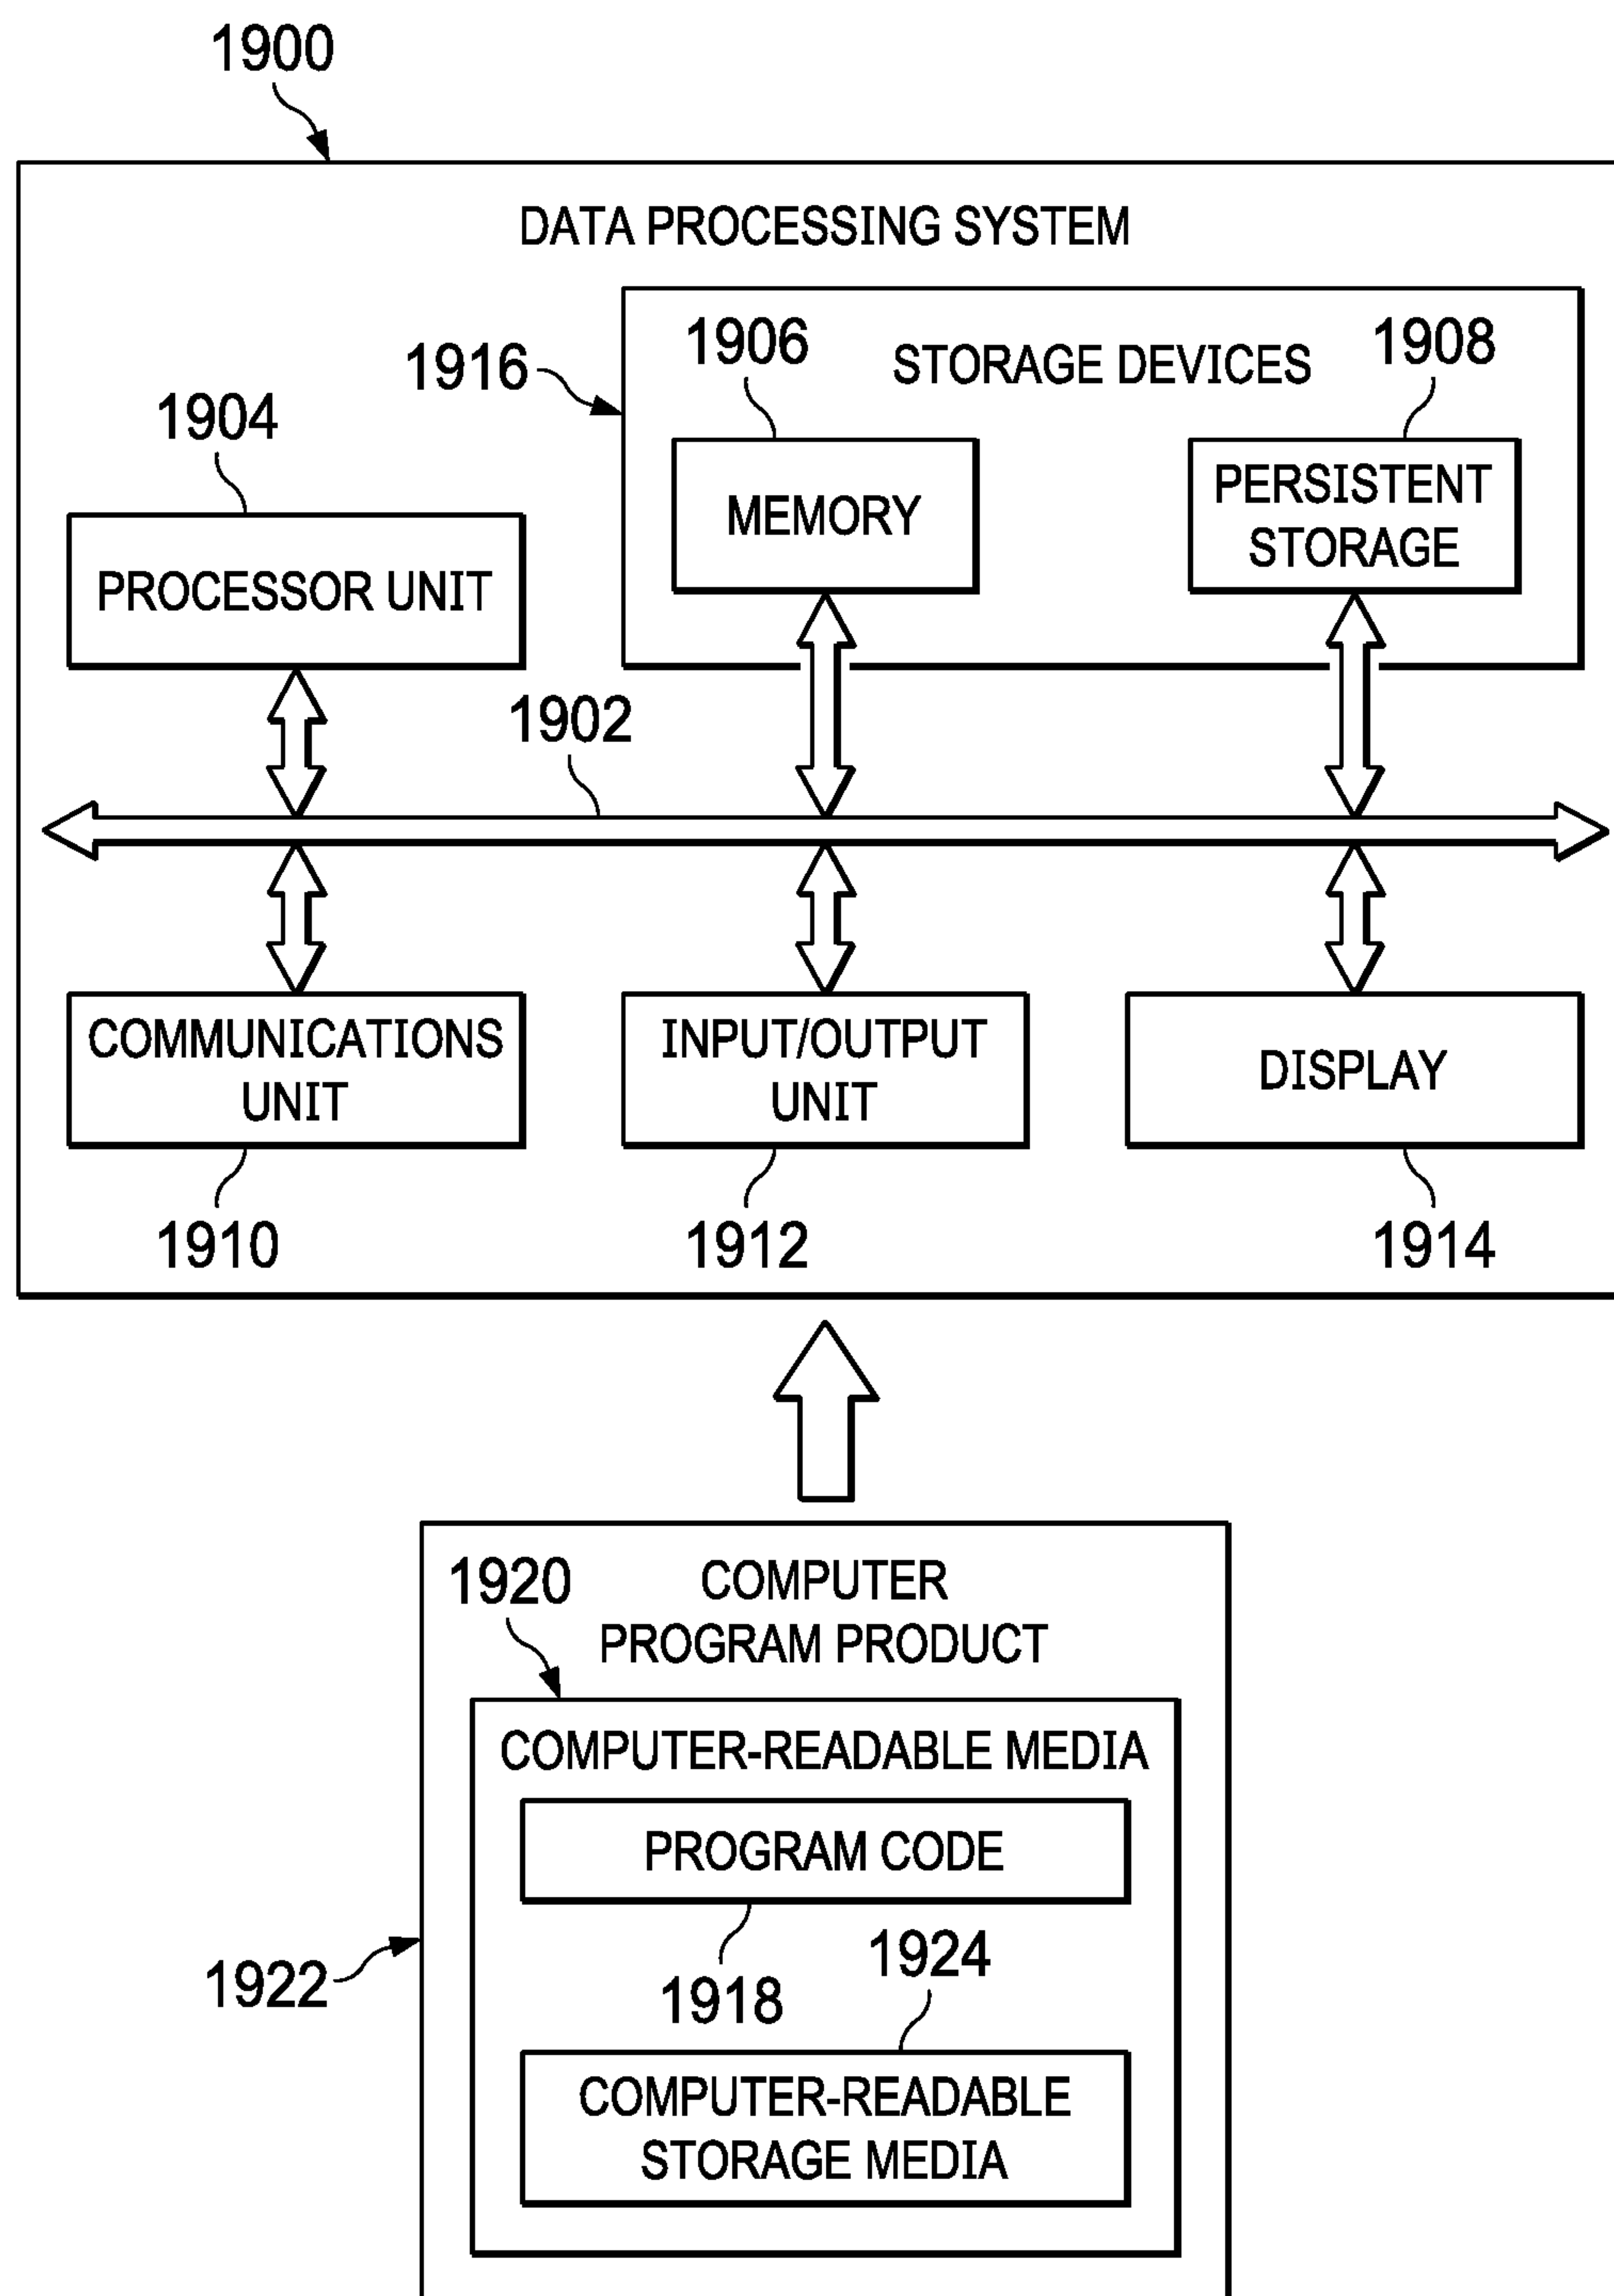 1900
DATA PROCESSING SYSTEM
1906
STORAGE DEVICES
1908
1916
1904
MEMORY
PERSISTENT
STORAGE
PROCESSOR UNIT
1902
COMMUNICATIONS
UNIT
INPUT/OUTPUT
UNIT
DISPLAY
1910
1912
1914
1920
COMPUTER
PROGRAM PRODUCT
COMPUTER-READABLE MEDIA
PROGRAM CODE
1918
1924
1922
COMPUTER-READABLE
STORAGE MEDIA